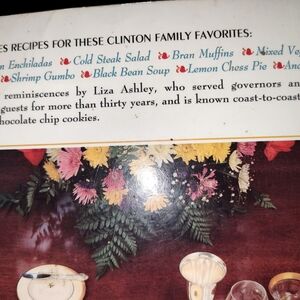 ES RECIPES FOR THESE CLINTON FAMILY FAVORITES:
n Enchiladas Cold Steak Salad Bran Muffins Mixed Ve
Shrimp Gumbo Black Bean Soup Lemon Chess Pie An
reminiscences by Liza Ashley, who served governors an
guests for more than thirty years, and is known coast-to-coast
hocolate chip cookies.